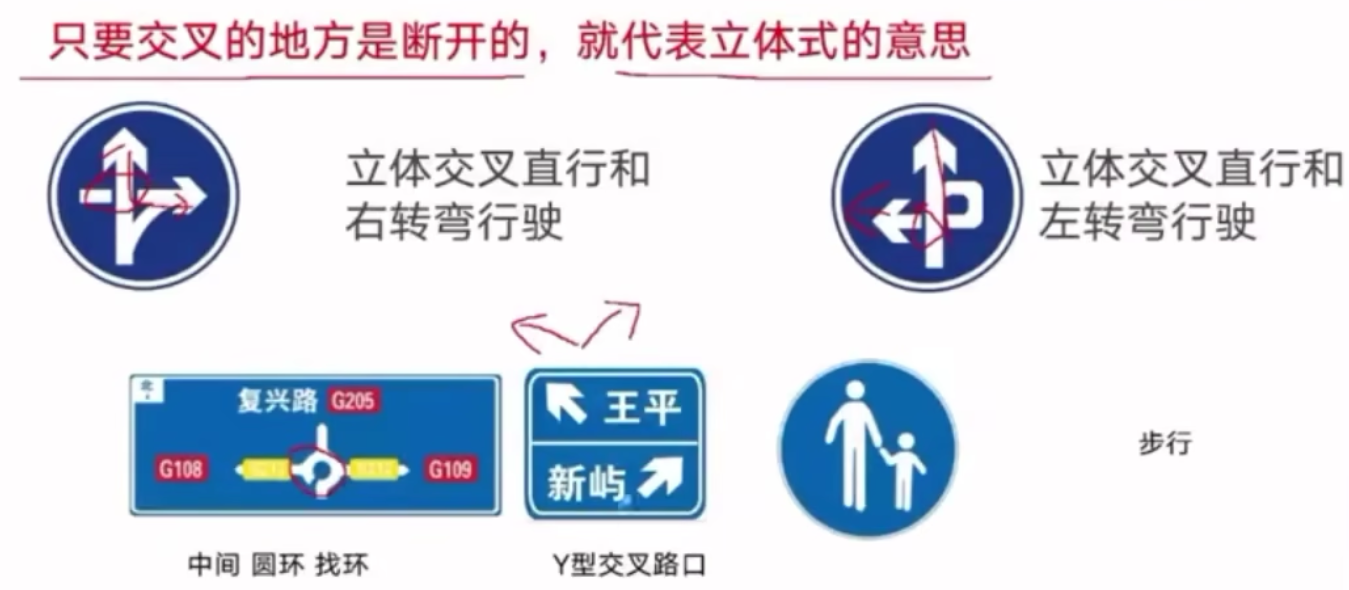 只要交叉的地方是断开的，就代表立体式的意思
立体交叉直行和
右转弯行驶
立体交叉直行和
左转弯行驶
北
复兴路 G205
G108
G109
王平
新屿
步行
中间 圆环 找环
Y型交叉路口